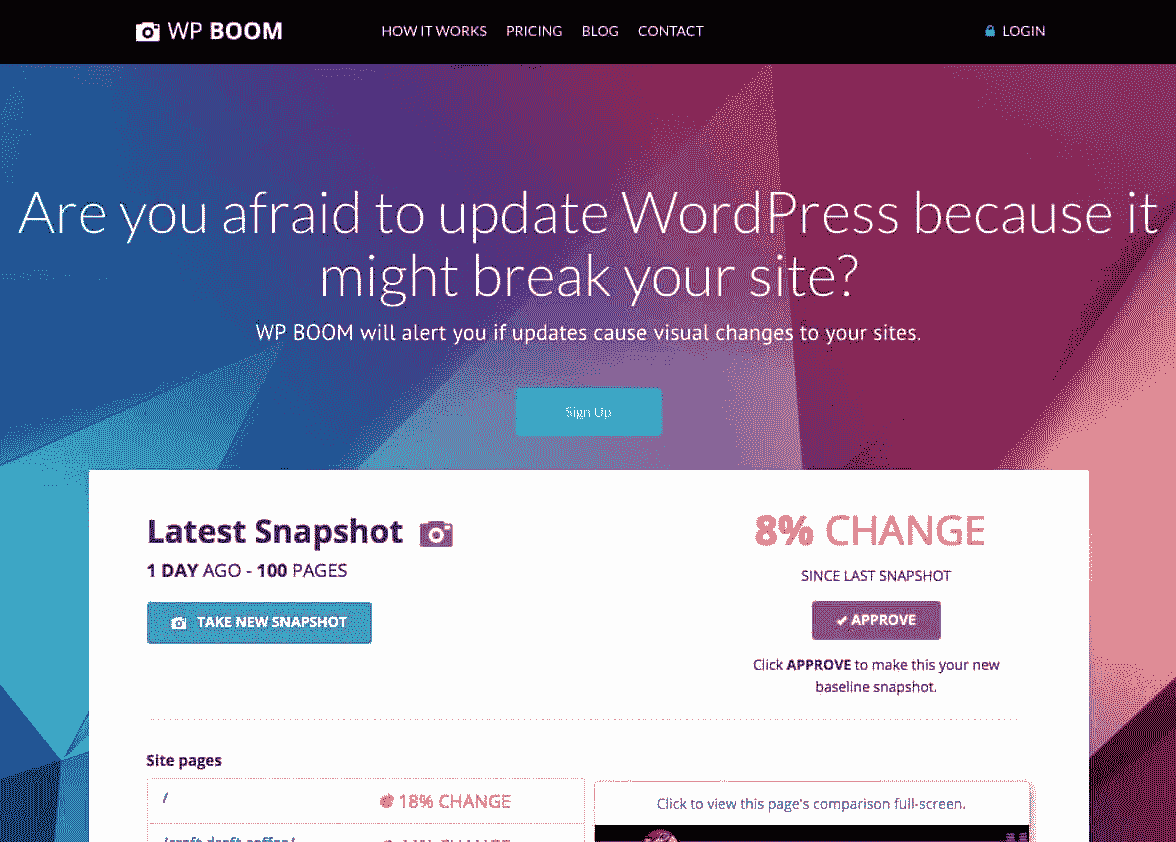 WP BOOM
HOW IT WORKS PRICING BLOG CONTACT
LOGIN
Are you afraid to update WordPress because it
might break your site?
WP BOOM will alert you if updates cause visual changes to your sites.
Sign Up
Latest Snapshot
1 DAY AGO - 100 PAGES
TAKE NEW SNAPSHOT
8% CHANGE
SINCE LAST SNAPSHOT
APPROVE
Click APPROVE to make this your new
baseline snapshot.
Site pages
/ 18% CHANGE
Click to view this page's comparison full-screen.